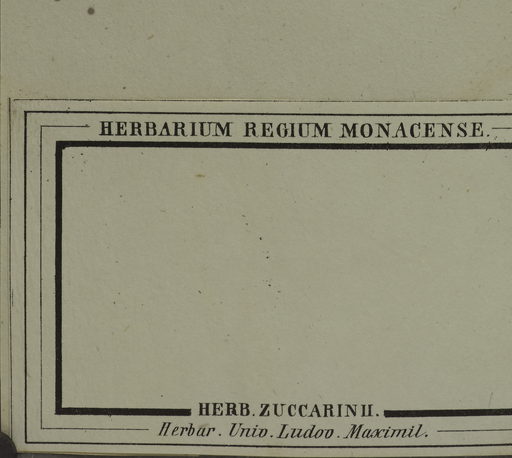 HERBARIUM REGIUM MONACENSE.
HERB. ZUCCARINII.
Herbar. Univ. Ludov. Maximil.